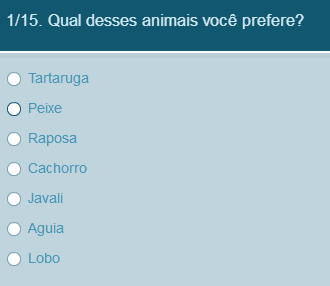 1/15. Qual desses animais você prefere?
Tartaruga
Peixe
Raposa
Cachorro
Javali
Aguia
Lobo